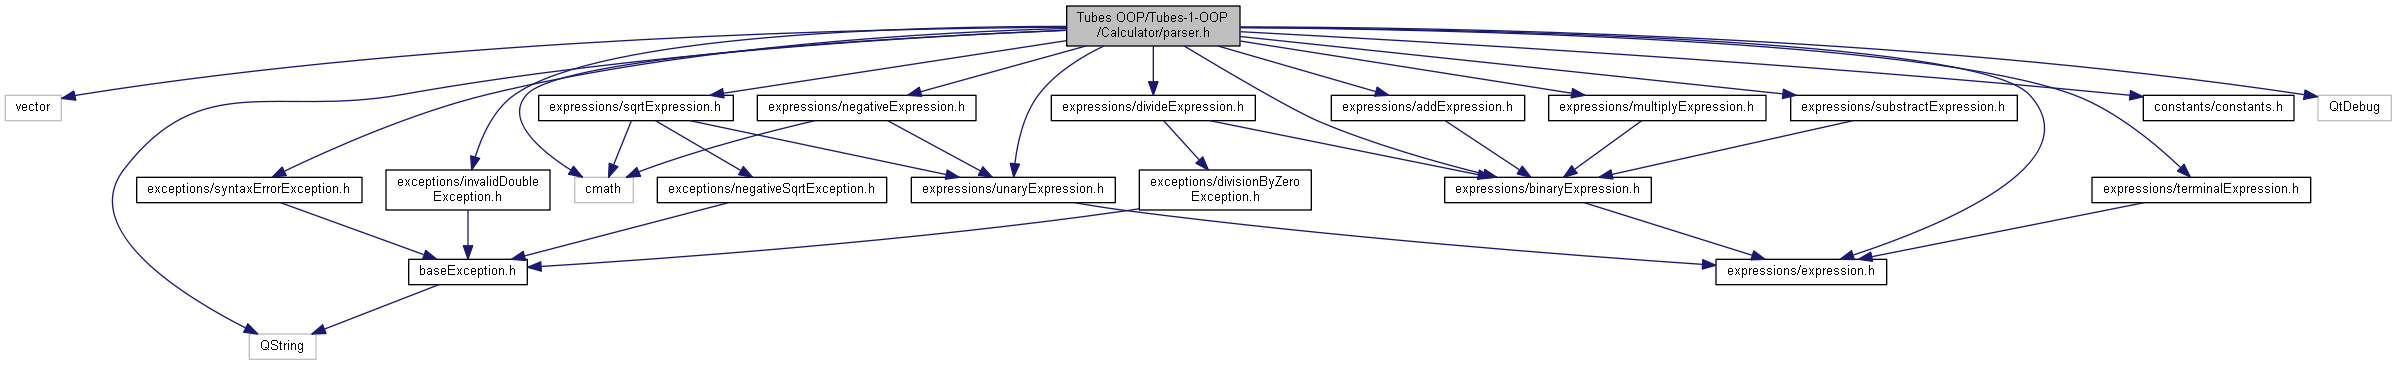 Tubes OOP/Tubes-1-OOP
/Calculator/parser.h
vector
expressions/sqrtExpression.h
expressions/negativeExpression.h
expressions/divideExpression.h
expressions/addExpression.h
expressions/multiplyExpression.h
expressions/substractExpression.h
constants/constants.h
QtDebug
exceptions/syntaxErrorException.h
exceptions/invalidDouble
Exception.h
cmath
exceptions/negativeSqrtException.h
expressions/unaryExpression.h
exceptions/divisionByZero
Exception.h
expressions/binaryExpression.h
expressions/terminalExpression.h
baseException.h
expressions/expression.h
QString